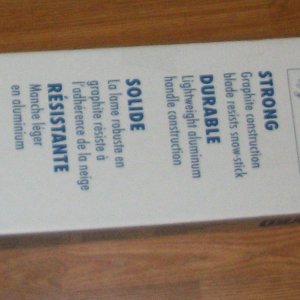 STRONG
Graphite construction
blade resists snow-stick
DURABLE
Lightweight aluminum
handle construction
SOLIDE
La lame robuste en
graphite résiste à
l'adhérence de la neige
RÉSISTANTE
Manche léger
en aluminium